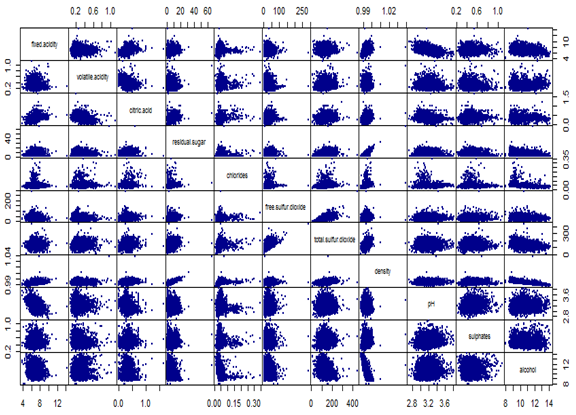 0.2 0.6 1.0
0 20 40 60
0 100 250
0.99 1.02
0.2 0.6 1.0
fixed.acidity
4 10
0.2 1.0
volatile.acidity
citric.acid
0.0 1.5
0 40
residual.sugar
chlorides
0.00 0.35
0 200
free.sulfur.dioxide
total.sulfur.dioxide
0 300
0.99 1.04
density
pH
2.8 3.6
0.2 1.0
sulphates
alcohol
8 12
4 6 8 12
0.0 1.0
0.00 0.15 0.30
0 200 400
2.8 3.2 3.6
8 10 12 14